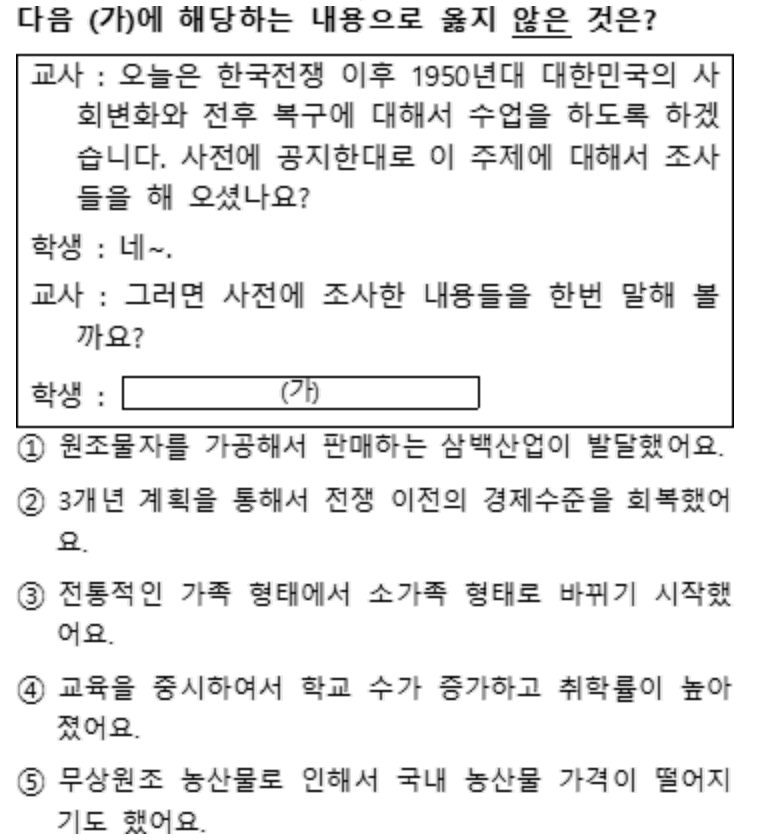 다음 (가)에 해당하는 내용으로 옳지 않은 것은?
교사 : 오늘은 한국전쟁 이후 1950년대 대한민국의 사
회변화와 전후 복구에 대해서 수업을 하도록 하겠
습니다. 사전에 공지한대로 이 주제에 대해서 조사
들을 해 오셨나요?
학생 : 네~.
교사 : 그러면 사전에 조사한 내용들을 한번 말해 볼
까요?
학생 : (가)
① 원조물자를 가공해서 판매하는 삼백산업이 발달했어요.
② 3개년 계획을 통해서 전쟁 이전의 경제수준을 회복했어
요.
③ 전통적인 가족 형태에서 소가족 형태로 바뀌기 시작했
어요.
④ 교육을 중시하여서 학교 수가 증가하고 취학률이 높아
졌어요.
⑤ 무상원조 농산물로 인해서 국내 농산물 가격이 떨어지
기도 했어요.